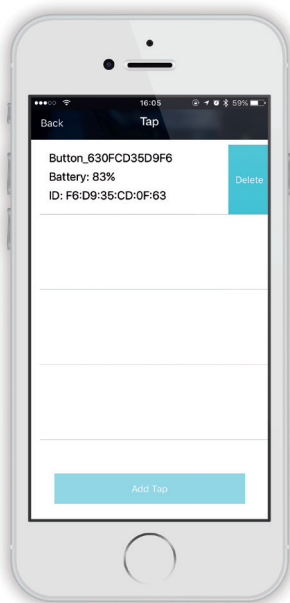 16:05 59%
Back Tap
Button_630FCD35D9F6
Battery: 83%
ID: F6:D9:35:CD:0F:63
Delete
Add Tap